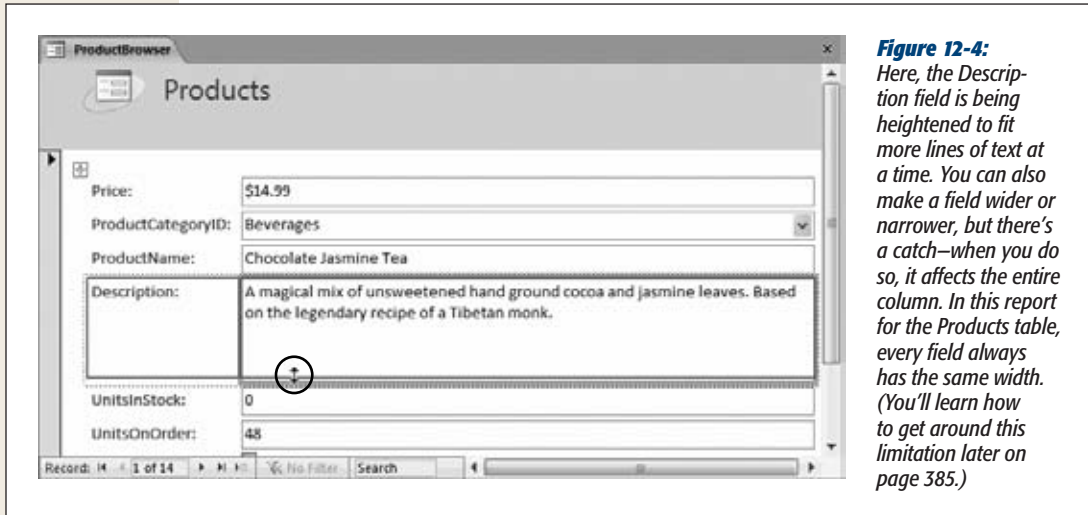 ProductBrowser
Products
Price: $14.99
ProductCategoryID: Beverages
ProductName: Chocolate Jasmine Tea
Description: A magical mix of unsweetened hand ground cocoa and jasmine leaves. Based
on the legendary recipe of a Tibetan monk.
UnitsInStock: 0
UnitsOnOrder: 48
Record: 1 of 14 No Filter Search
Figure 12-4:
Here, the Descrip-
tion field is being
heightened to fit
more lines of text at
a time. You can also
make a field wider or
narrower, but there's
a catch—when you do
so, it affects the entire
column. In this report
for the Products table,
every field always
has the same width.
(You'll learn how
to get around this
limitation later on
page 385.)